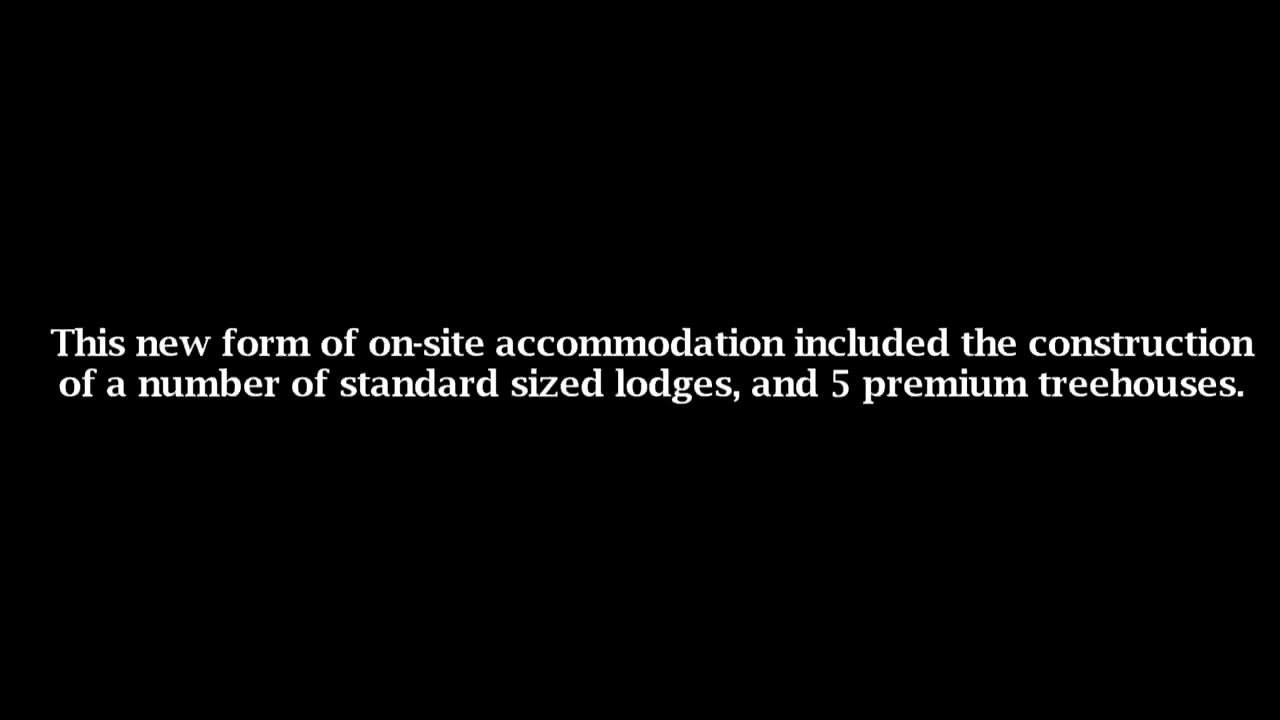 This new form of on-site accommodation included the construction
of a number of standard sized lodges, and 5 premium treehouses.